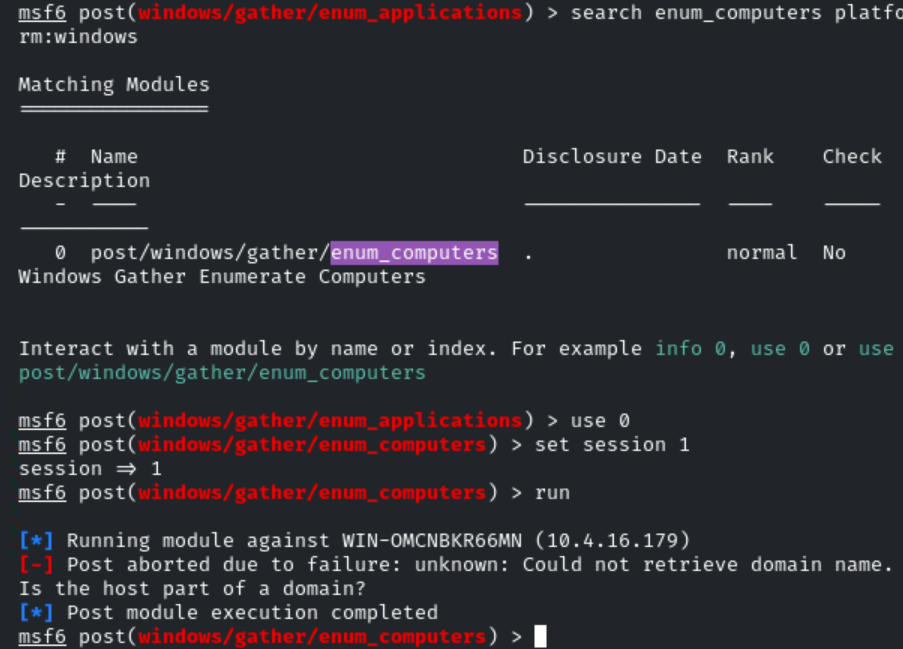 msf6 post(windows/gather/enum_applications) > search enum_computers platfo
rm:windows
Matching Modules
================
# Name Disclosure Date Rank Check
Description
- ---- --------------- ---- -----
-----------
0 post/windows/gather/enum_computers . normal No
Windows Gather Enumerate Computers
Interact with a module by name or index. For example info 0, use 0 or use
post/windows/gather/enum_computers
msf6 post(windows/gather/enum_applications) > use 0
msf6 post(windows/gather/enum_computers) > set session 1
session => 1
msf6 post(windows/gather/enum_computers) > run
[*] Running module against WIN-OMCNBKR66MN (10.4.16.179)
[-] Post aborted due to failure: unknown: Could not retrieve domain name.
Is the host part of a domain?
[*] Post module execution completed
msf6 post(windows/gather/enum_computers) >